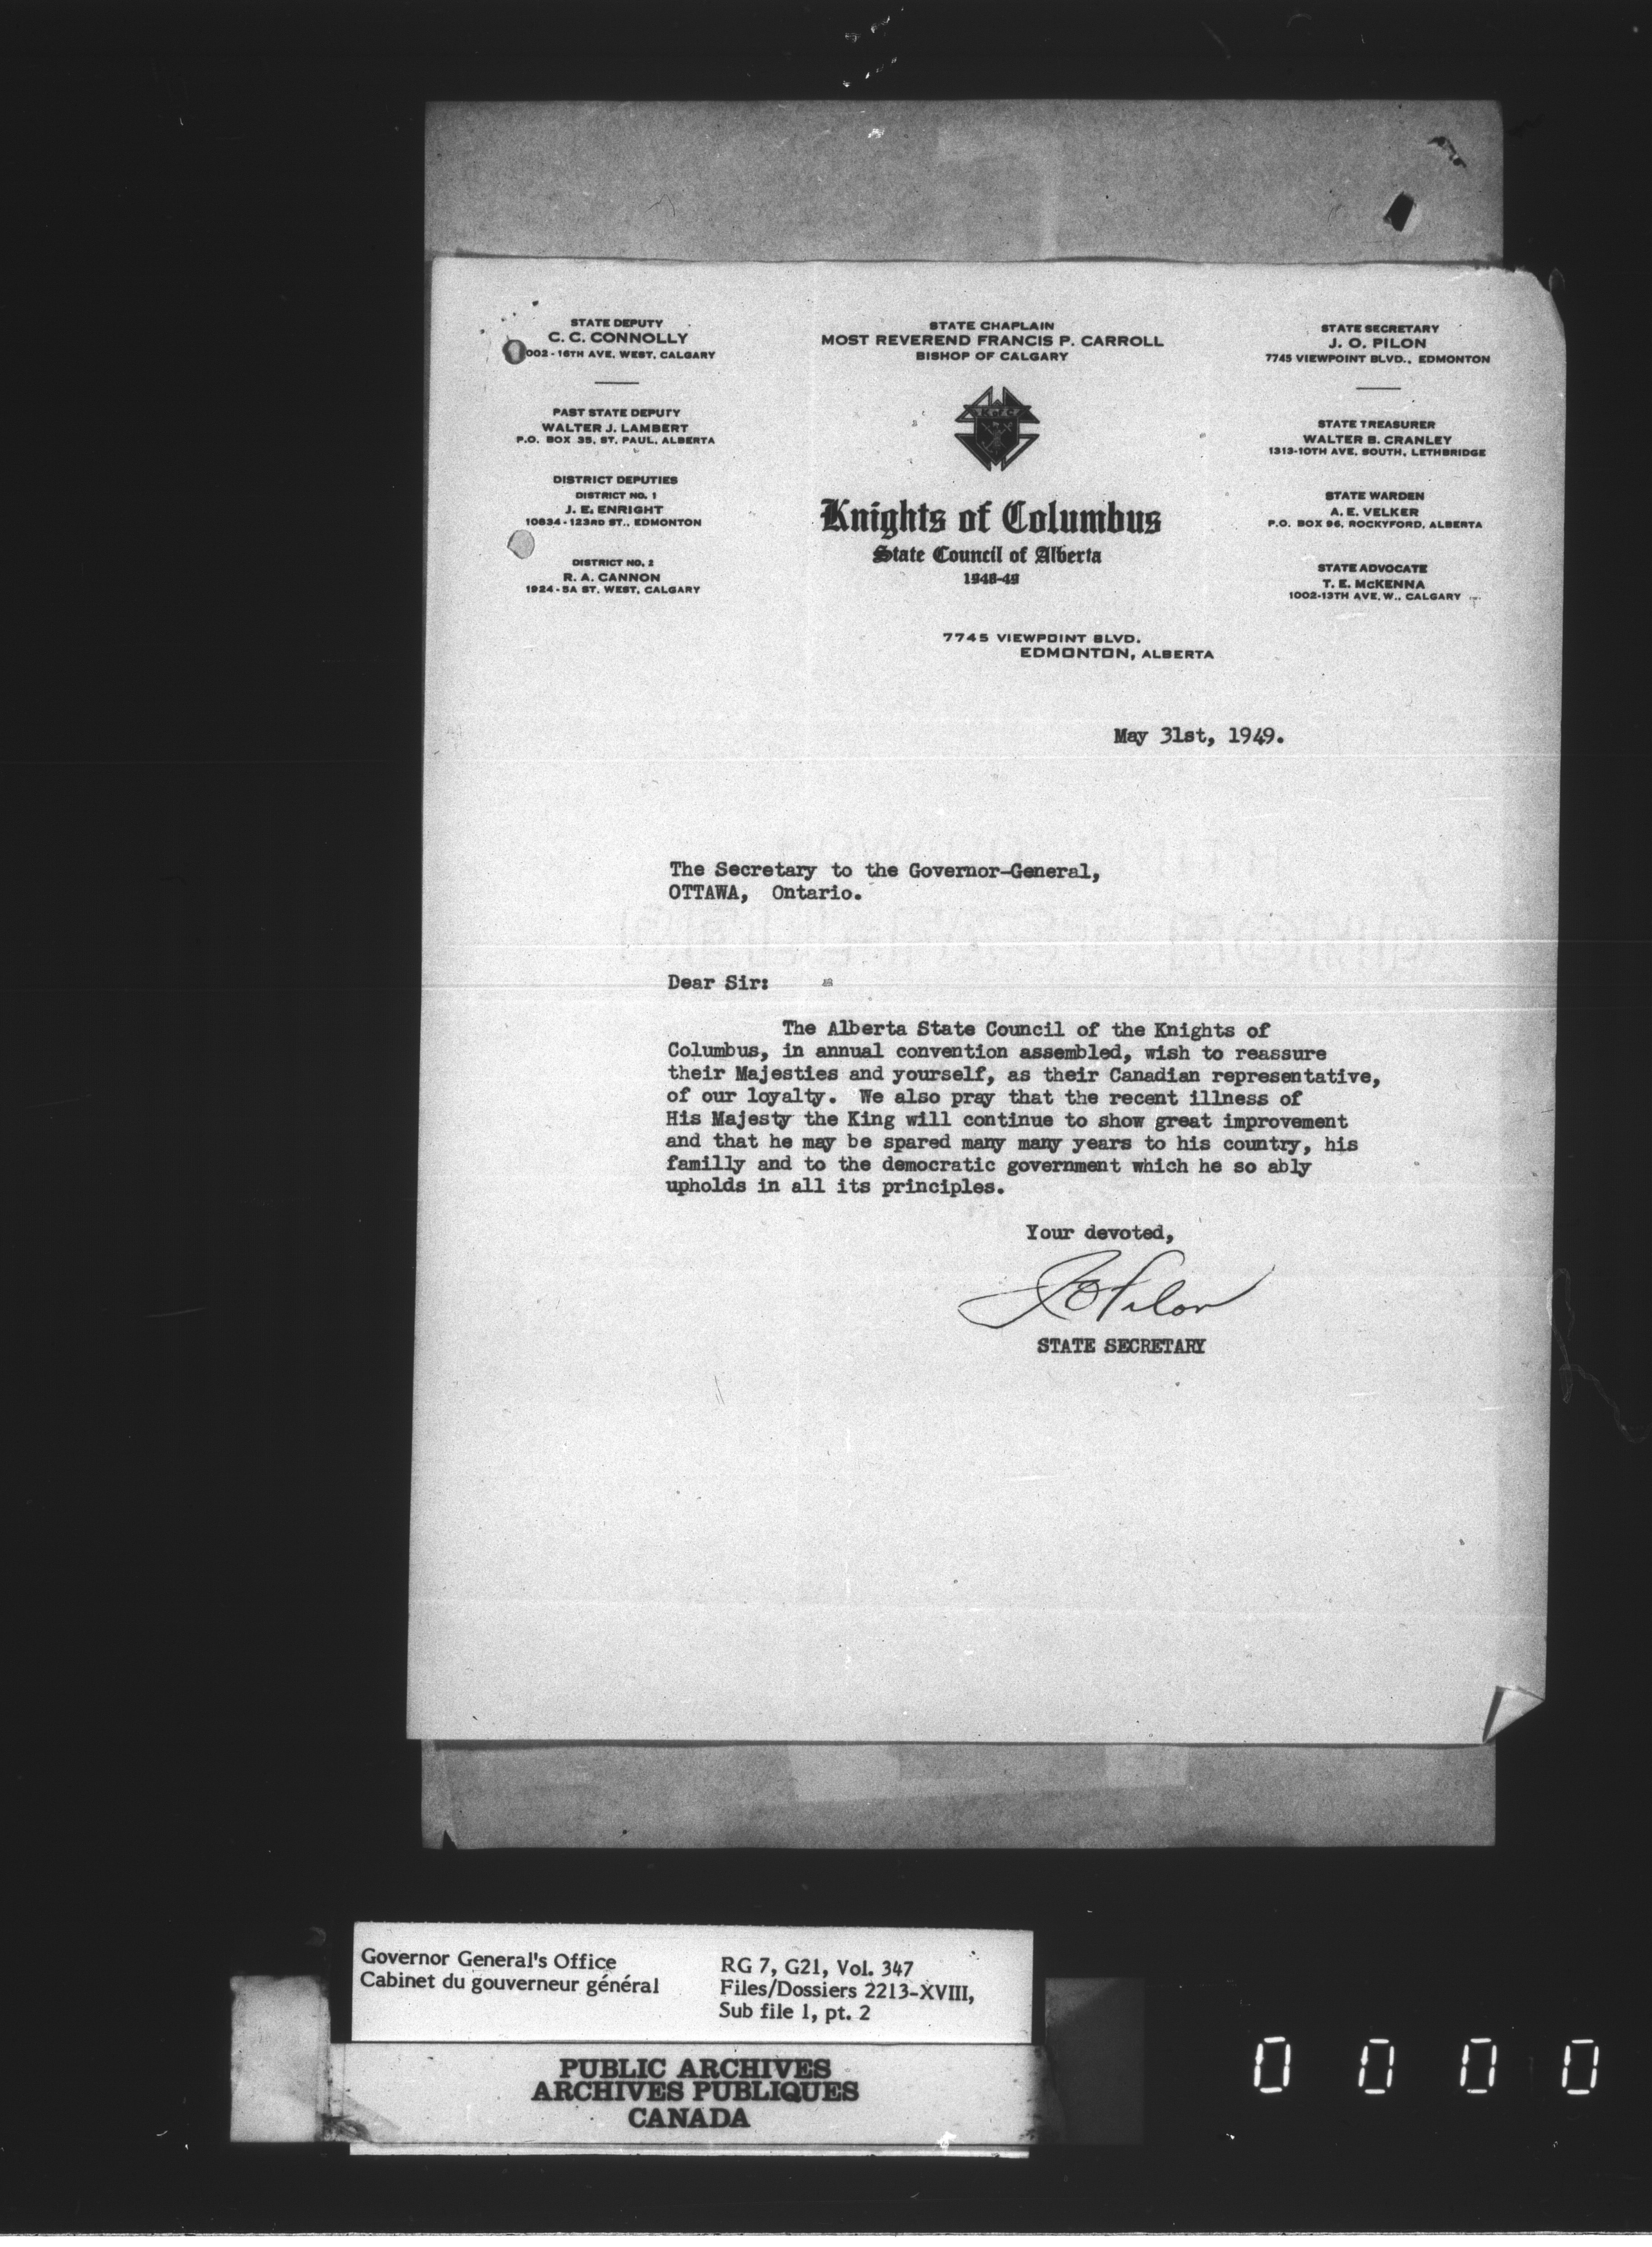 STATE DEPUTY
C. C. CONNOLLY
002 - 16TH AVE. WEST, CALGARY
PAST STATE DEPUTY
WALTER J. LAMBERT
P.O. BOX 35, ST. PAUL, ALBERTA
DISTRICT DEPUTIES
DISTRICT NO. 1
J. E. ENRIGHT
10634 - 123RD ST., EDMONTON
DISTRICT NO. 2
R. A. CANNON
1924 - 5A ST. WEST, CALGARY
STATE CHAPLAIN
MOST REVEREND FRANCIS P. CARROLL
BISHOP OF CALGARY
K of C
Knights of Columbus
State Council of Alberta
1948-49
7745 VIEWPOINT BLVD.
EDMONTON, ALBERTA
STATE SECRETARY
J. O. PILON
7745 VIEWPOINT BLVD., EDMONTON
STATE TREASURER
WALTER B. CRANLEY
1313-10TH AVE. SOUTH, LETHBRIDGE
STATE WARDEN
A. E. VELKER
P.O. BOX 96, ROCKYFORD, ALBERTA
STATE ADVOCATE
T. E. McKENNA
1002-13TH AVE. W., CALGARY
May 31st, 1949.
The Secretary to the Governor-General,
OTTAWA, Ontario.
Dear Sir:
The Alberta State Council of the Knights of
Columbus, in annual convention assembled, wish to reassure
their Majesties and yourself, as their Canadian representative,
of our loyalty. We also pray that the recent illness of
His Majesty the King will continue to show great improvement
and that he may be spared many many years to his country, his
familly and to the democratic government which he so ably
upholds in all its principles.
Your devoted,
J O Pilon
STATE SECRETARY
Governor General's Office
Cabinet du gouverneur général
RG 7, G21, Vol. 347
Files/Dossiers 2213-XVIII,
Sub file 1, pt. 2
PUBLIC ARCHIVES
ARCHIVES PUBLIQUES
CANADA
0 0 0 0